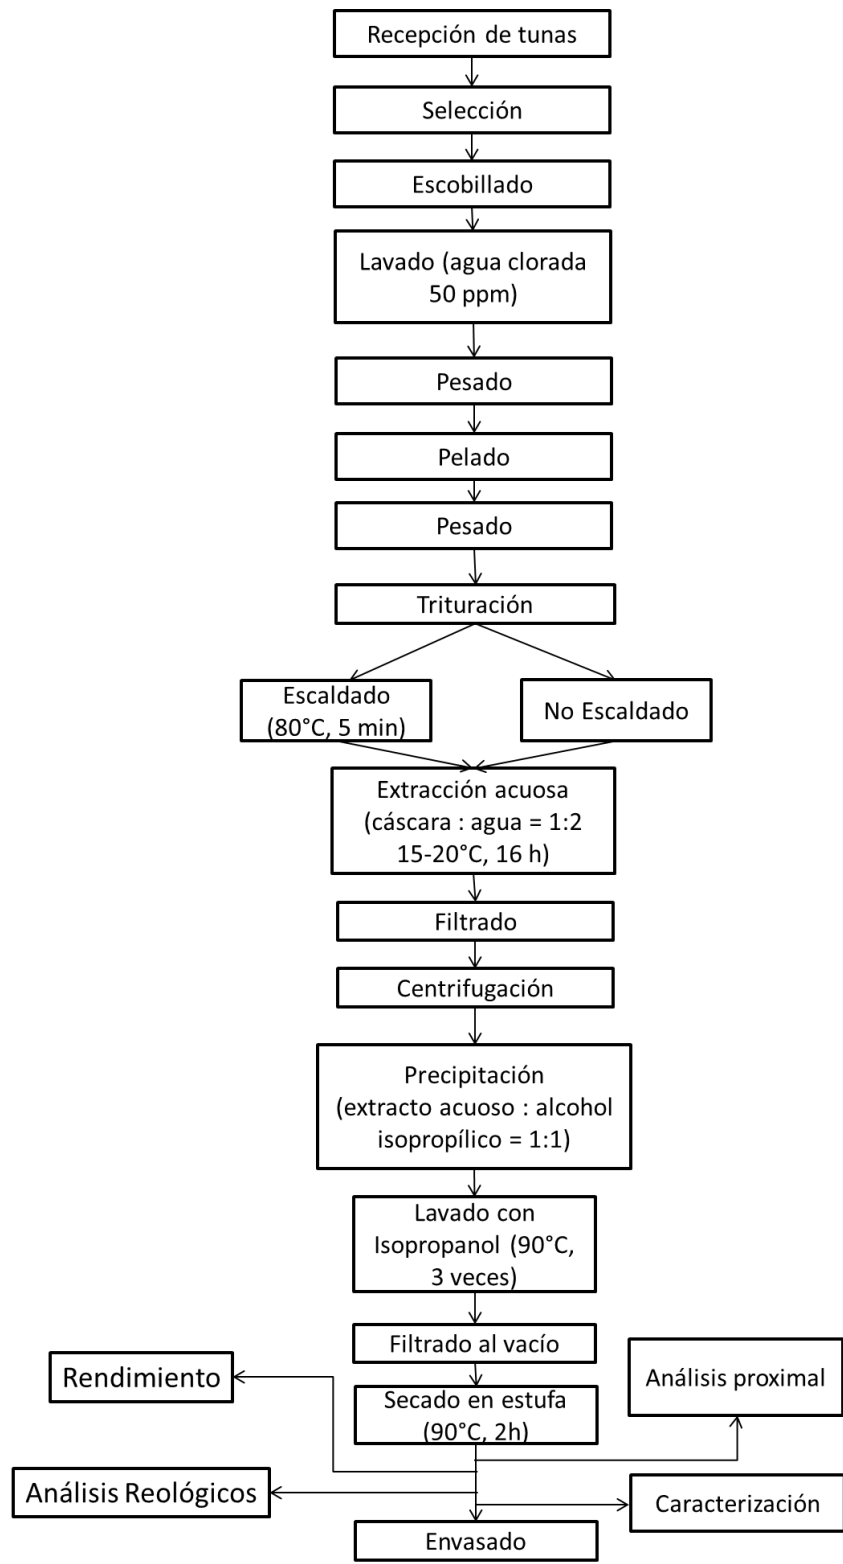 Recepción de tunas
Selección
Escobillado
Lavado (agua clorada
50 ppm)
Pesado
Pelado
Pesado
Trituración
Escaldado
(80°C, 5 min)
No Escaldado
Extracción acuosa
(cáscara : agua = 1:2
15-20°C, 16 h)
Filtrado
Centrifugación
Precipitación
(extracto acuoso : alcohol
isopropílico = 1:1)
Lavado con
Isopropanol (90°C,
3 veces)
Filtrado al vacío
Rendimiento
Análisis proximal
Secado en estufa
(90°C, 2h)
Análisis Reológicos
Caracterización
Envasado